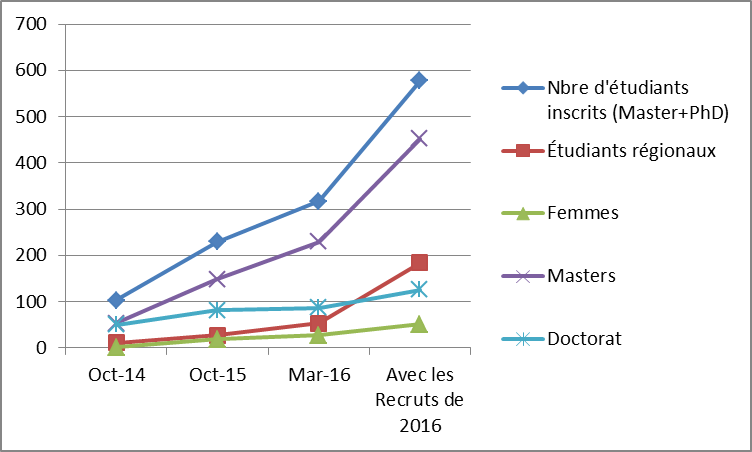 700
600
500
400
300
200
100
0
Oct-14
Oct-15
Mar-16
Avec les
Recruts de
2016
Nbre d'étudiants
inscrits (Master+PhD)
Étudiants régionaux
Femmes
Masters
Doctorat